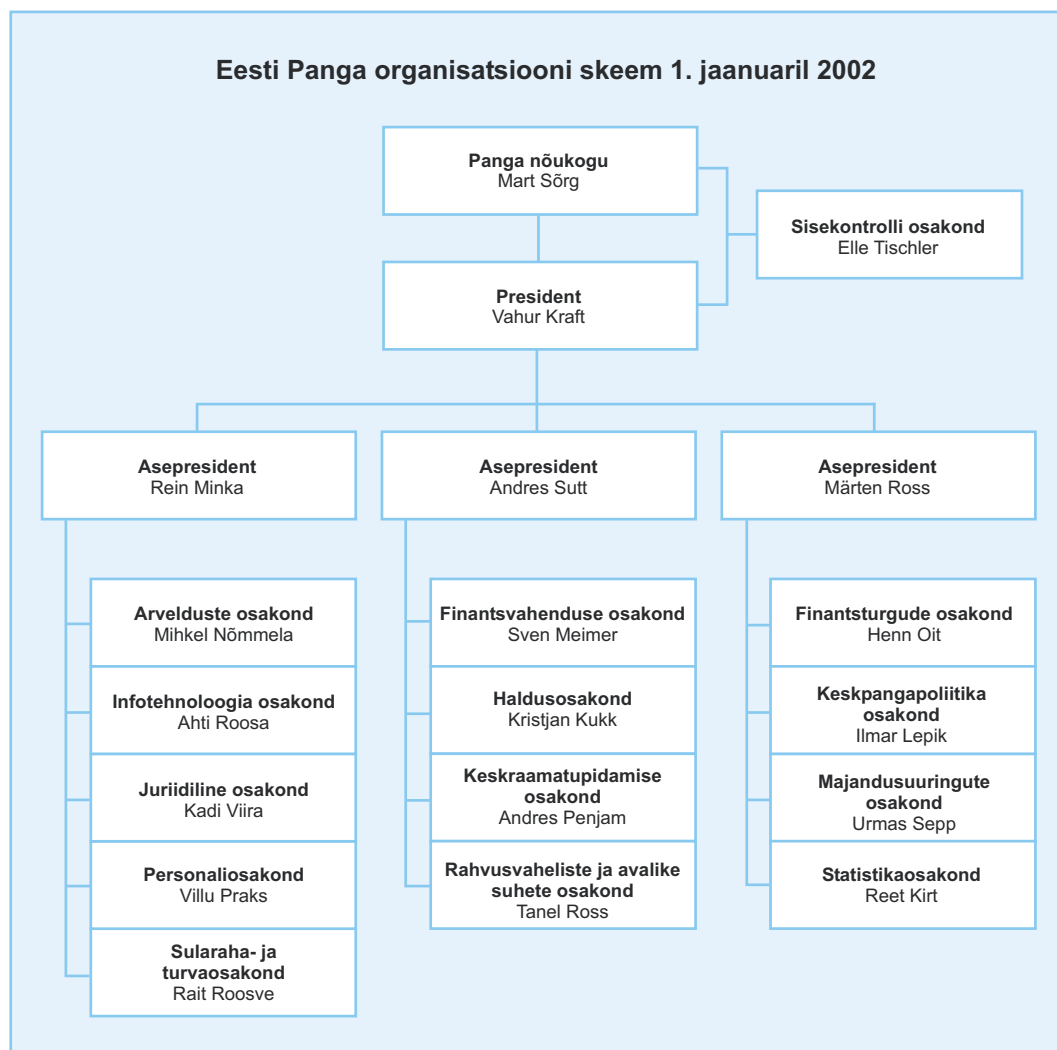 Eesti Panga organisatsiooni skeem 1. jaanuaril 2002
Panga nõukogu
Mart Sõrg
Sisekontrolli osakond
Elle Tischler
President
Vahur Kraft
Asepresident
Rein Minka
Asepresident
Andres Sutt
Asepresident
Märten Ross
Arvelduste osakond
Mihkel Nõmmela
Infotehnoloogia osakond
Ahti Roosa
Juriidiline osakond
Kadi Viira
Personaliosakond
Villu Praks
Sularaha- ja
turvaosakond
Rait Roosve
Finantsvahenduse osakond
Sven Meimer
Haldusosakond
Kristjan Kukk
Keskraamatupidamise
osakond
Andres Penjam
Rahvusvaheliste ja avalike
suhete osakond
Tanel Ross
Finantsturgude osakond
Henn Oit
Keskpangapoliitika
osakond
Ilmar Lepik
Majandusuuringute
osakond
Urmas Sepp
Statistikaosakond
Reet Kirt